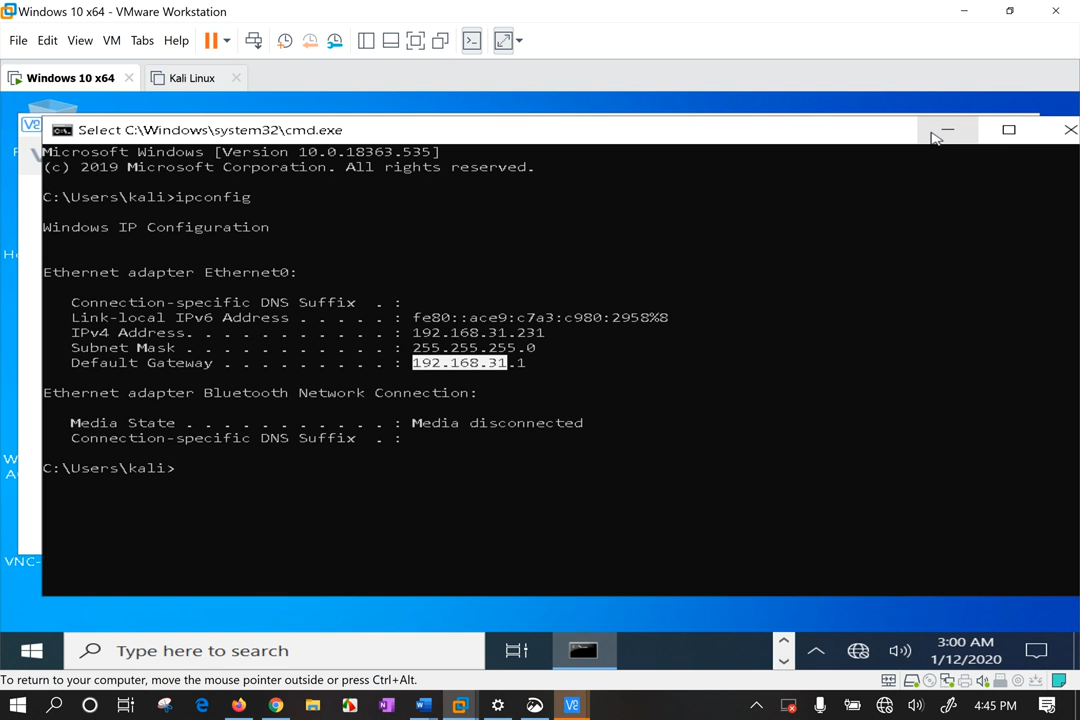 Windows 10 x64 - VMware Workstation
File Edit View VM Tabs Help
Windows 10 x64
Kali Linux
Select C:\Windows\system32\cmd.exe
Microsoft Windows [Version 10.0.18363.535]
(c) 2019 Microsoft Corporation. All rights reserved.
C:\Users\kali>ipconfig
Windows IP Configuration
Ethernet adapter Ethernet0:
Connection-specific DNS Suffix . :
Link-local IPv6 Address . . . . . : fe80::ace9:c7a3:c980:2958%8
IPv4 Address. . . . . . . . . . . : 192.168.31.231
Subnet Mask . . . . . . . . . . . : 255.255.255.0
Default Gateway . . . . . . . . . : 192.168.31.1
Ethernet adapter Bluetooth Network Connection:
Media State . . . . . . . . . . . : Media disconnected
Connection-specific DNS Suffix . :
C:\Users\kali>
VNC-
Type here to search
3:00 AM
1/12/2020
To return to your computer, move the mouse pointer outside or press Ctrl+Alt.
4:45 PM